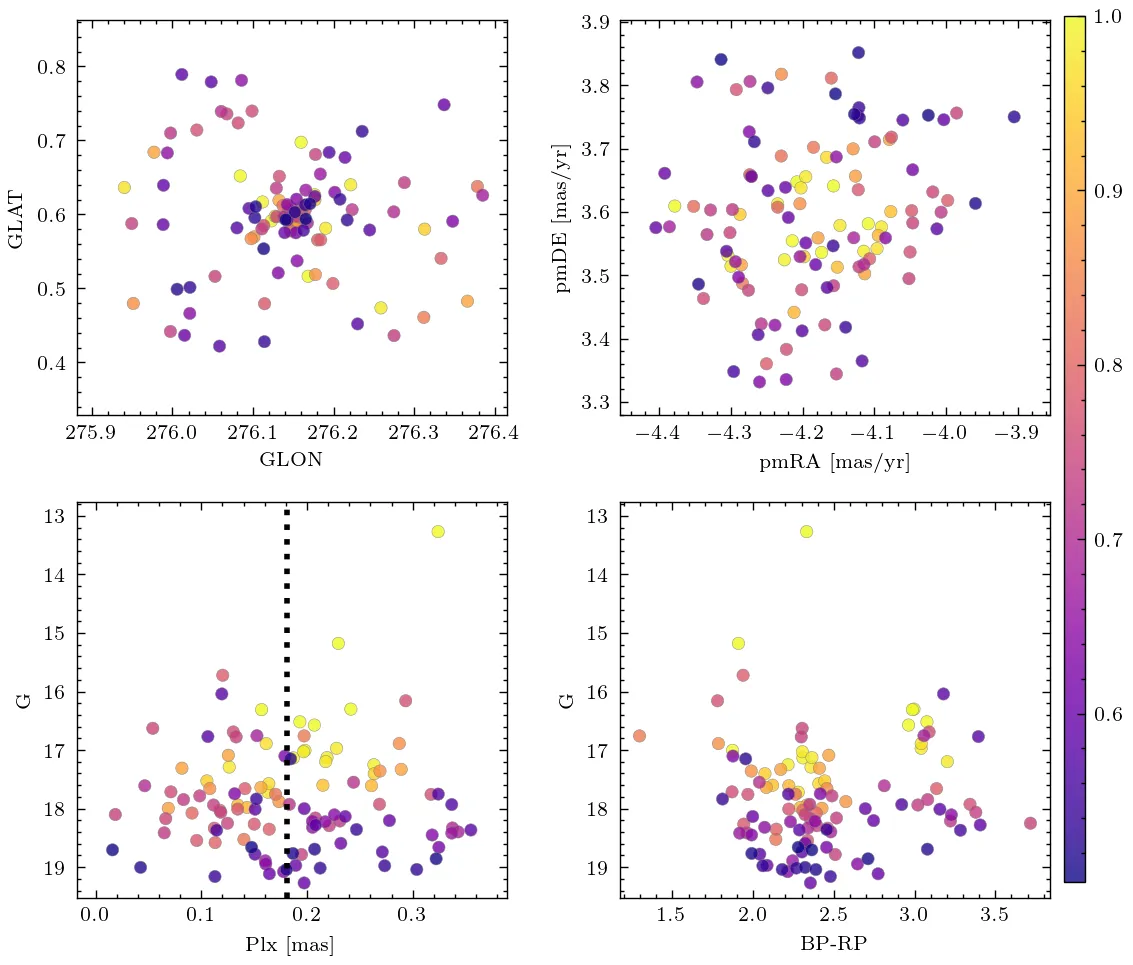 0.8
0.7
0.6
0.5
0.4
GLAT
275.9 276.0 276.1 276.2 276.3 276.4
GLON
3.9
3.8
3.7
3.6
3.5
3.4
3.3
pmDE [mas/yr]
−4.4 −4.3 −4.2 −4.1 −4.0 −3.9
pmRA [mas/yr]
13
14
15
16
17
18
19
G
0.0 0.1 0.2 0.3
Plx [mas]
13
14
15
16
17
18
19
G
1.5 2.0 2.5 3.0 3.5
BP-RP
1.0
0.9
0.8
0.7
0.6